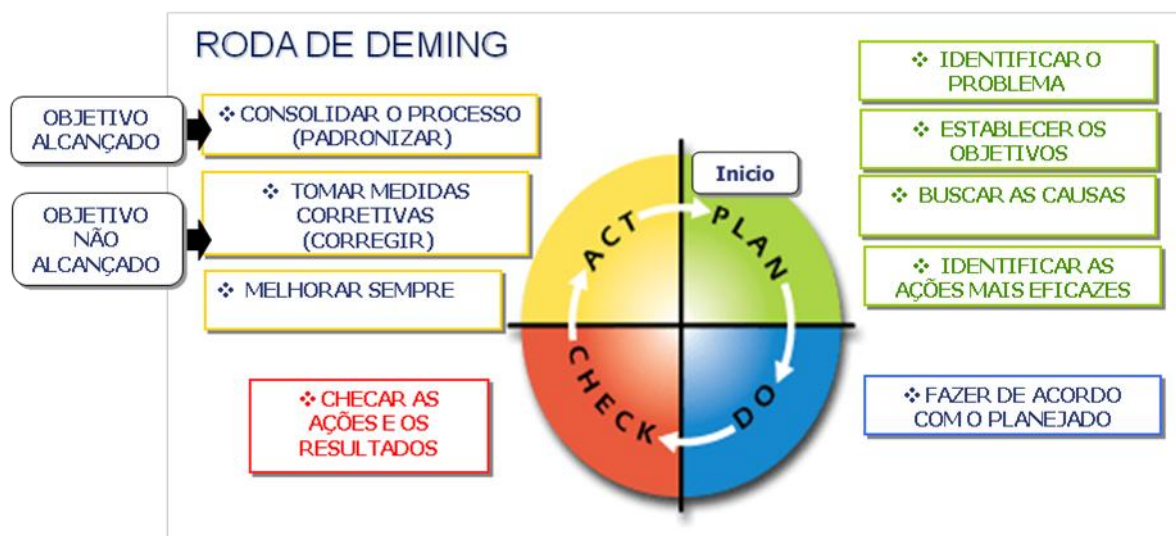 RODA DE DEMING
OBJETIVO
ALCANÇADO
❖ CONSOLIDAR O PROCESSO
(PADRONIZAR)
OBJETIVO
NÃO
ALCANÇADO
❖ TOMAR MEDIDAS
CORRETIVAS
(CORREGIR)
❖ MELHORAR SEMPRE
❖ CHECAR AS
AÇÕES E OS
RESULTADOS
Inicio
PLAN
DO
CHECK
ACT
❖ IDENTIFICAR O
PROBLEMA
❖ ESTABLECER OS
OBJETIVOS
❖ BUSCAR AS CAUSAS
❖ IDENTIFICAR AS
AÇÕES MAIS EFICAZES
❖ FAZER DE ACORDO
COM O PLANEJADO